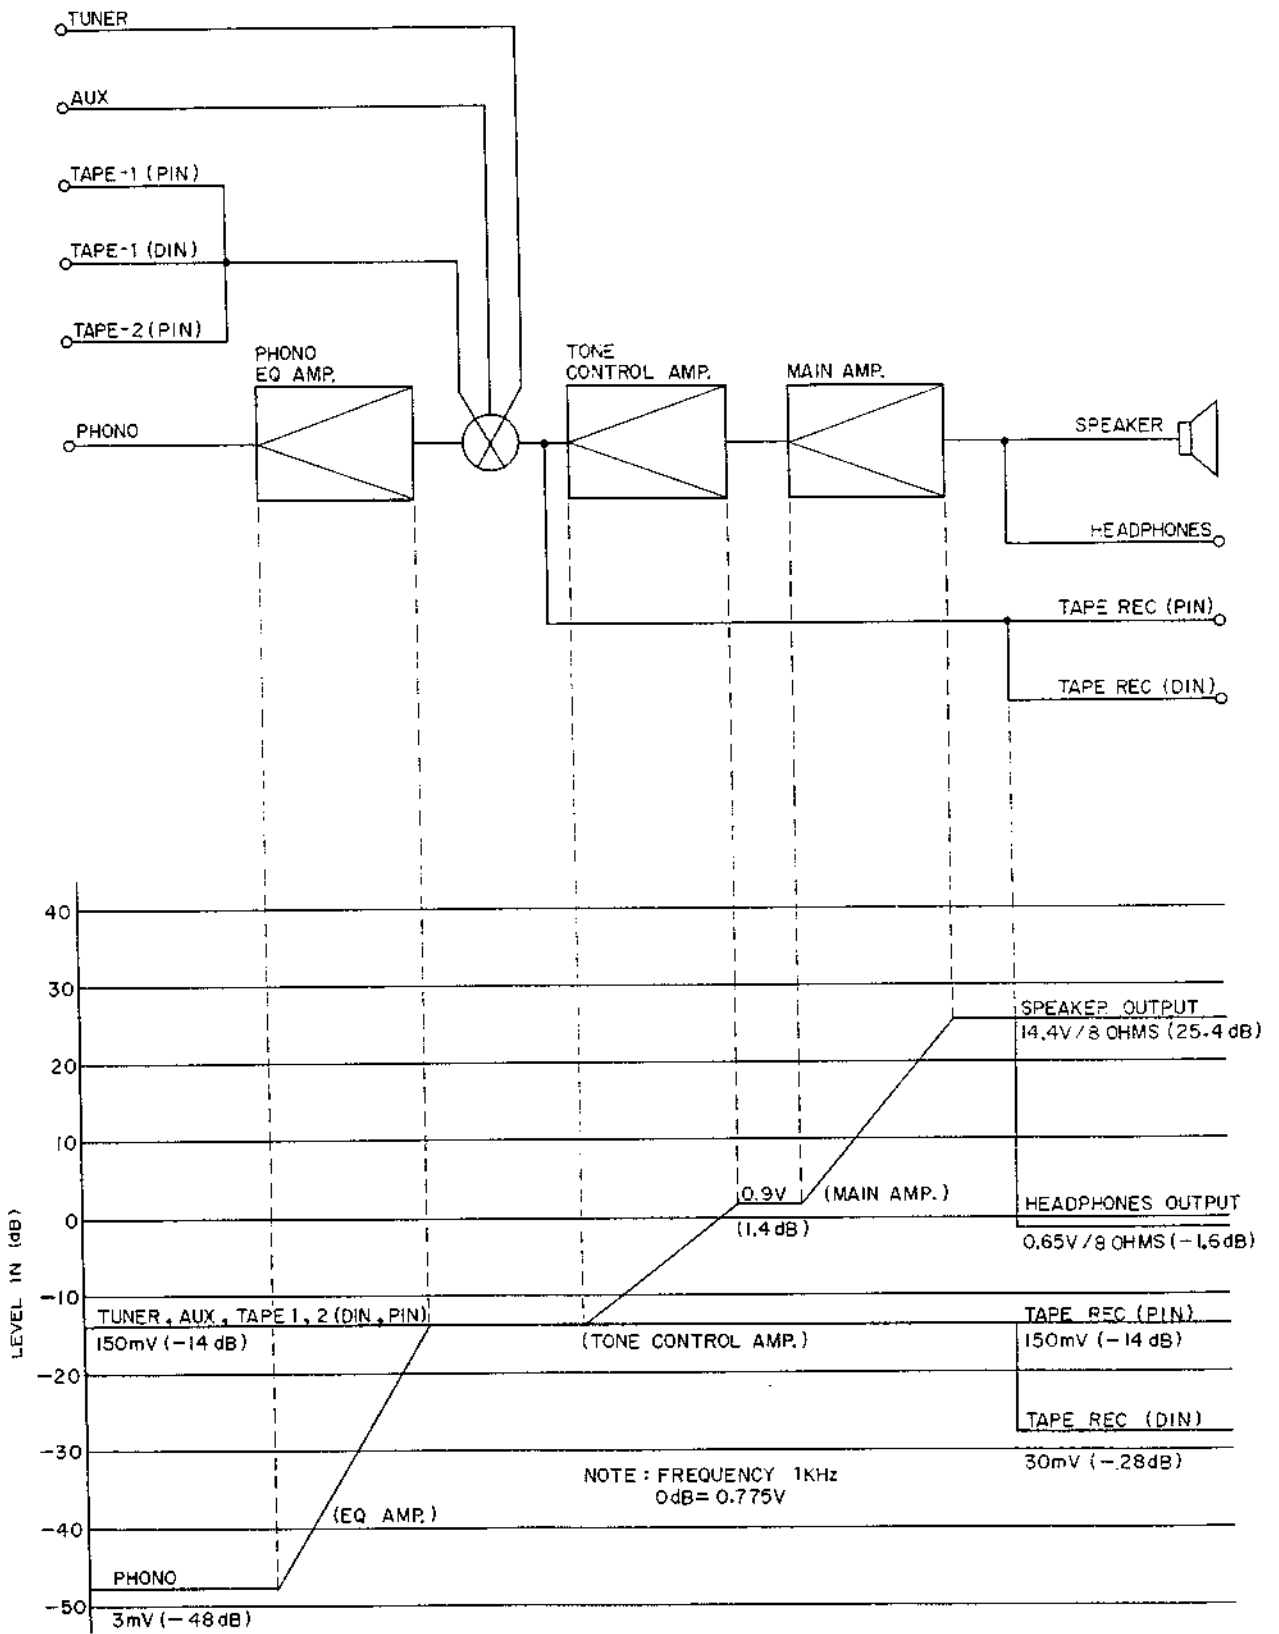 TUNER
AUX
TAPE-1 (PIN)
TAPE-1 (DIN)
TAPE-2 (PIN)
PHONO
EQ AMP.
TONE
CONTROL AMP.
MAIN AMP.
PHONO
SPEAKER
HEADPHONES
TAPE REC (PIN)
TAPE REC (DIN)
40
30
20
10
0
-10
-20
-30
-40
-50
LEVEL IN (dB)
SPEAKER OUTPUT
14.4V/8 OHMS (25.4 dB)
0.9V
(1.4 dB)
(MAIN AMP.)
HEADPHONES OUTPUT
0.65V/8 OHMS (-1.6dB)
TUNER, AUX, TAPE 1, 2 (DIN, PIN)
150mV (-14 dB)
(TONE CONTROL AMP.)
TAPE REC (PIN)
150mV (-14 dB)
TAPE REC (DIN)
30mV (-.28dB)
NOTE : FREQUENCY 1KHz
0dB= 0.775V
(EQ AMP.)
PHONO
3mV (-48 dB)